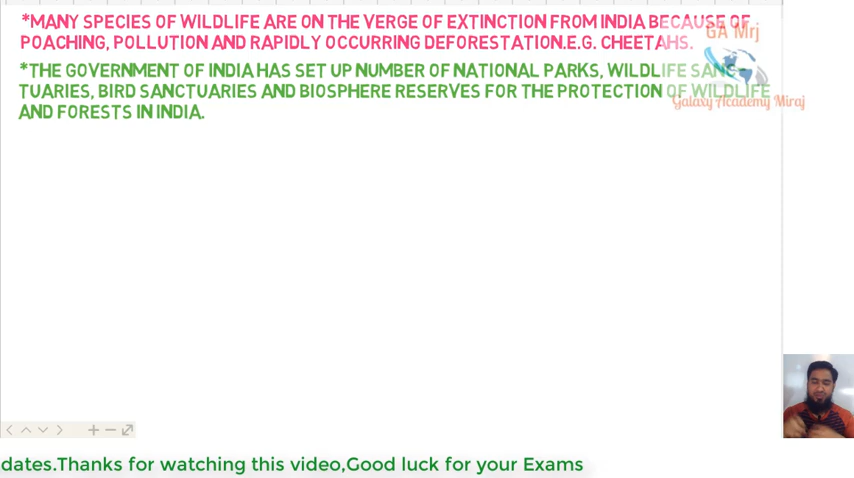 *MANY SPECIES OF WILDLIFE ARE ON THE VERGE OF EXTINCTION FROM INDIA BECAUSE OF
POACHING, POLLUTION AND RAPIDLY OCCURRING DEFORESTATION.E.G. CHEETAHS.
*THE GOVERNMENT OF INDIA HAS SET UP NUMBER OF NATIONAL PARKS, WILDLIFE SANC-
TUARIES, BIRD SANCTUARIES AND BIOSPHERE RESERVES FOR THE PROTECTION OF WILDLIFE
AND FORESTS IN INDIA.
GA Mrj
Galaxy Academy Miraj
dates.Thanks for watching this video,Good luck for your Exams